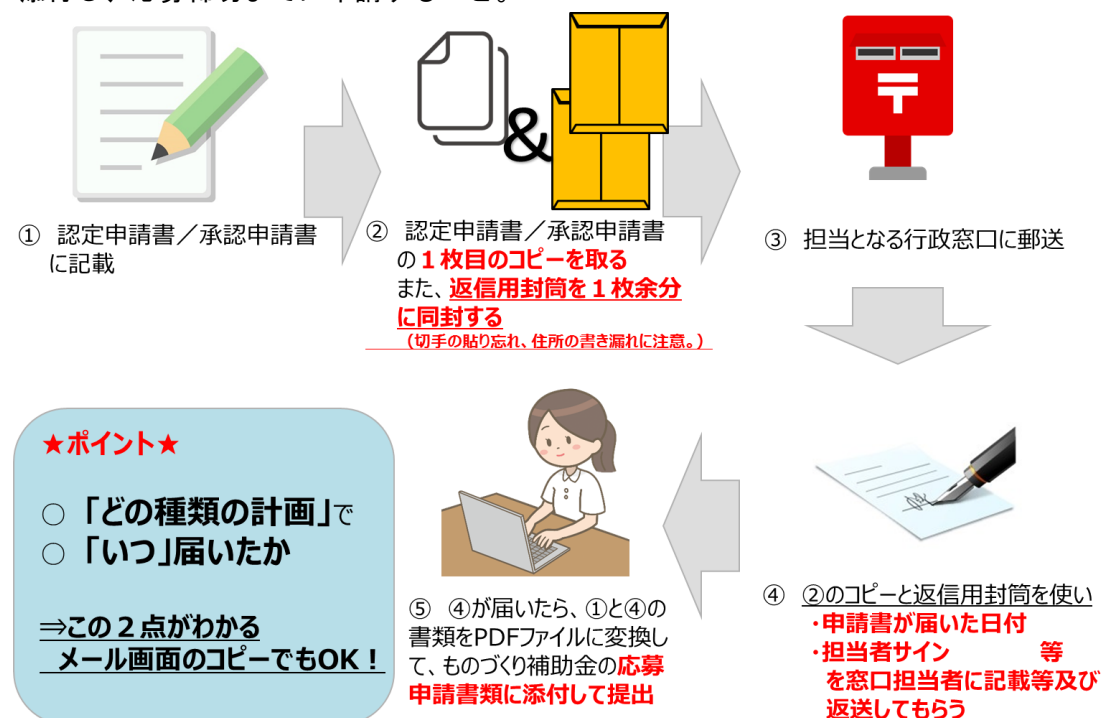 ① 認定申請書／承認申請書
に記載
&
② 認定申請書／承認申請書
の１枚目のコピーを取る
また、返信用封筒を１枚余分
に同封する
（切手の貼り忘れ、住所の書き漏れに注意。）
〒
③ 担当となる行政窓口に郵送
④ ②のコピーと返信用封筒を使い
・申請書が届いた日付
・担当者サイン 等
を窓口担当者に記載等及び
返送してもらう
⑤ ④が届いたら、①と④の
書類をPDFファイルに変換し
て、ものづくり補助金の応募
申請書類に添付して提出
★ポイント★
○ 「どの種類の計画」で
○ 「いつ」届いたか
⇒この２点がわかる
メール画面のコピーでもOK！